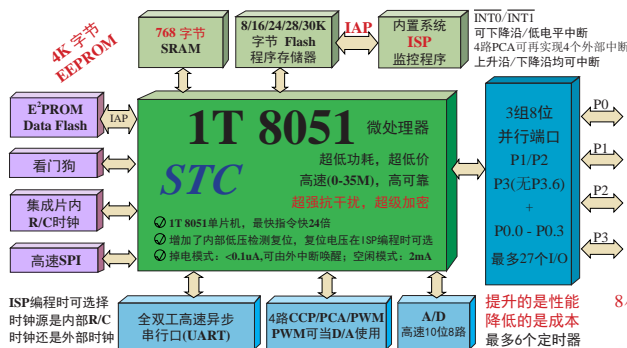 4K 字节
EEPROM
768 字节
SRAM
8/16/24/28/30K
字节 Flash
程序存储器
IAP
内置系统
ISP
监控程序
INT0/INT1
可下降沿/低电平中断
4路PCA可再实现4个外部中断
上升沿/下降沿均可中断
E²PROM
Data Flash
IAP
看门狗
集成片内
R/C时钟
高速SPI
1T 8051 微处理器
STC
超低功耗，超低价
高速(0-35M)，高可靠
超强抗干扰，超级加密
1T 8051单片机，最快指令快24倍
增加了内部低压检测复位，复位电压在ISP编程时可选
掉电模式：<0.1uA,可由外中断唤醒；空闲模式：2mA
3组8位
并行端口
P1/P2
P3(无P3.6)
+
P0.0 - P0.3
最多27个I/O
P0
P1
P2
P3
ISP编程时可选择
时钟源是内部R/C
时钟还是外部时钟
全双工高速异步
串行口(UART)
4路CCP/PCA/PWM
PWM可当D/A使用
A/D
高速10位8路
提升的是性能
降低的是成本
最多6个定时器